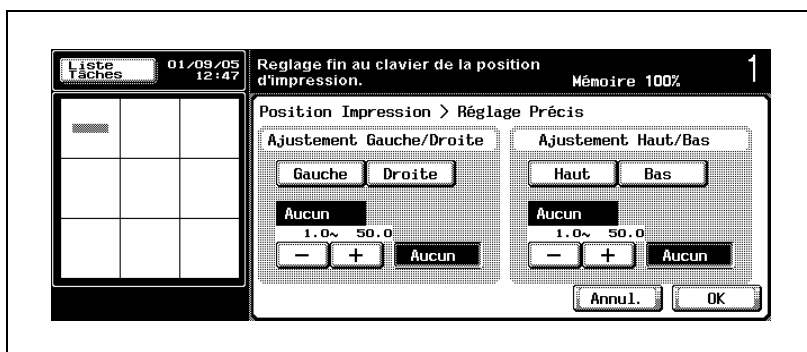 Liste
Tâches
01/09/05
12:47
Reglage fin au clavier de la position
d'impression.
Mémoire 100%
1
Position Impression > Réglage Précis
Ajustement Gauche/Droite
Gauche Droite
Aucun
1.0~ 50.0
− + Aucun
Ajustement Haut/Bas
Haut Bas
Aucun
1.0~ 50.0
− + Aucun
Annul. OK